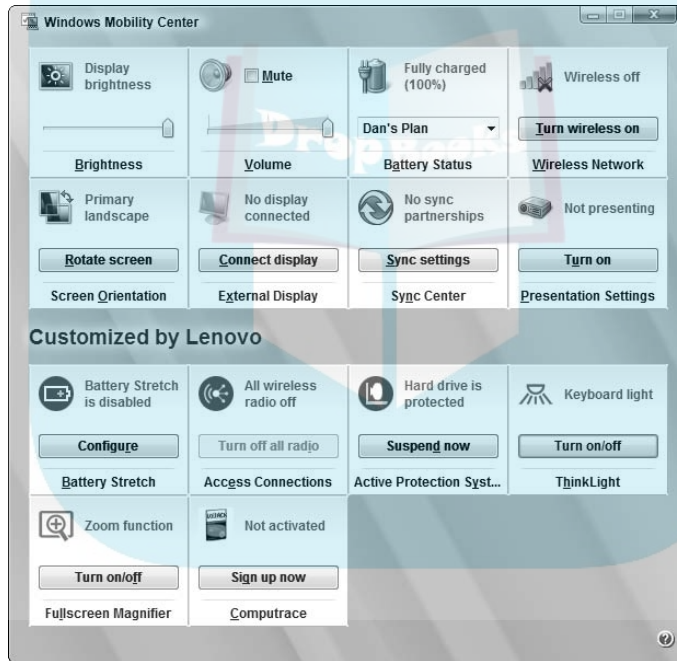 Windows Mobility Center
Display
brightness
Brightness
Mute
Volume
Fully charged
(100%)
Dan's Plan
Battery Status
Wireless off
Turn wireless on
Wireless Network
Primary
landscape
Rotate screen
Screen Orientation
No display
connected
Connect display
External Display
No sync
partnerships
Sync settings
Sync Center
Not presenting
Turn on
Presentation Settings
Customized by Lenovo
Battery Stretch
is disabled
Configure
Battery Stretch
All wireless
radio off
Turn off all radio
Access Connections
Hard drive is
protected
Suspend now
Active Protection Syst...
Keyboard light
Turn on/off
ThinkLight
Zoom function
Turn on/off
Fullscreen Magnifier
Not activated
Sign up now
Computrace
DropBooks